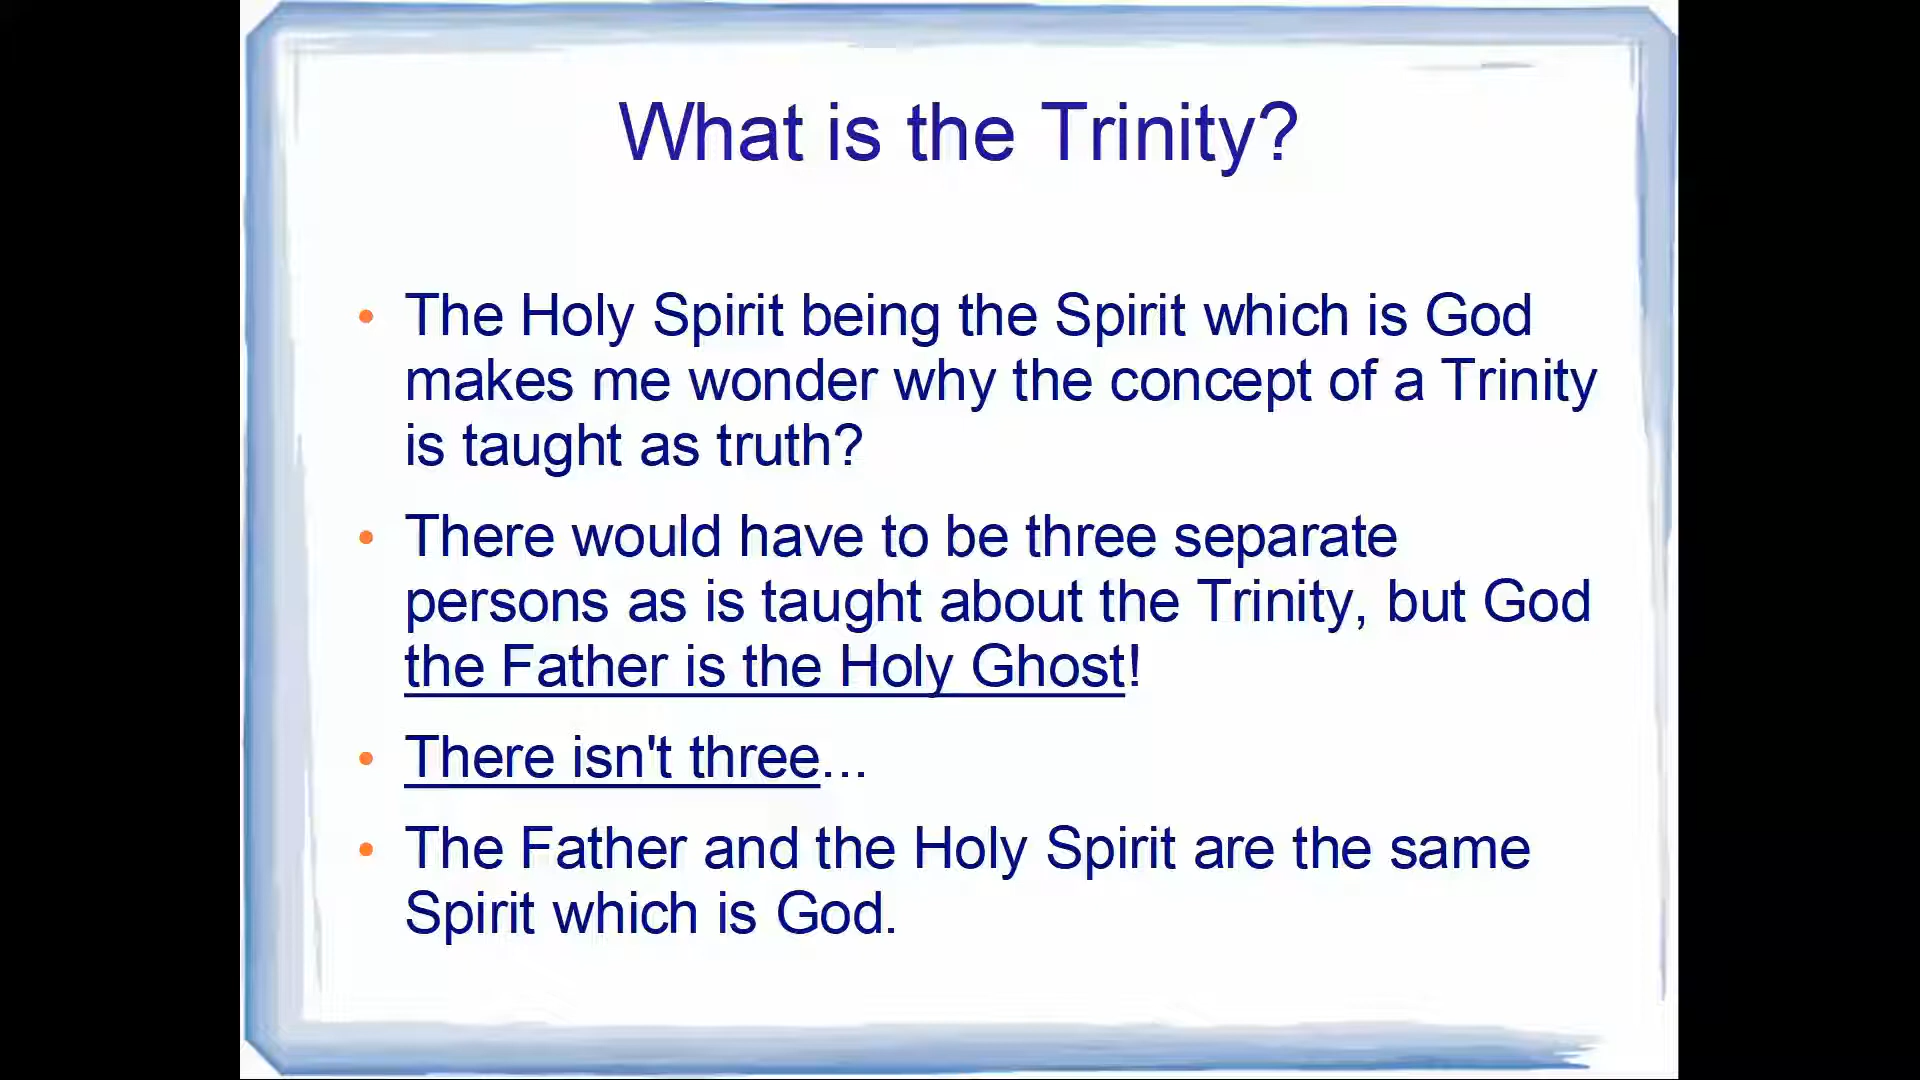 What is the Trinity?
• The Holy Spirit being the Spirit which is God
makes me wonder why the concept of a Trinity
is taught as truth?
• There would have to be three separate
persons as is taught about the Trinity, but God
the Father is the Holy Ghost!
• There isn't three...
• The Father and the Holy Spirit are the same
Spirit which is God.